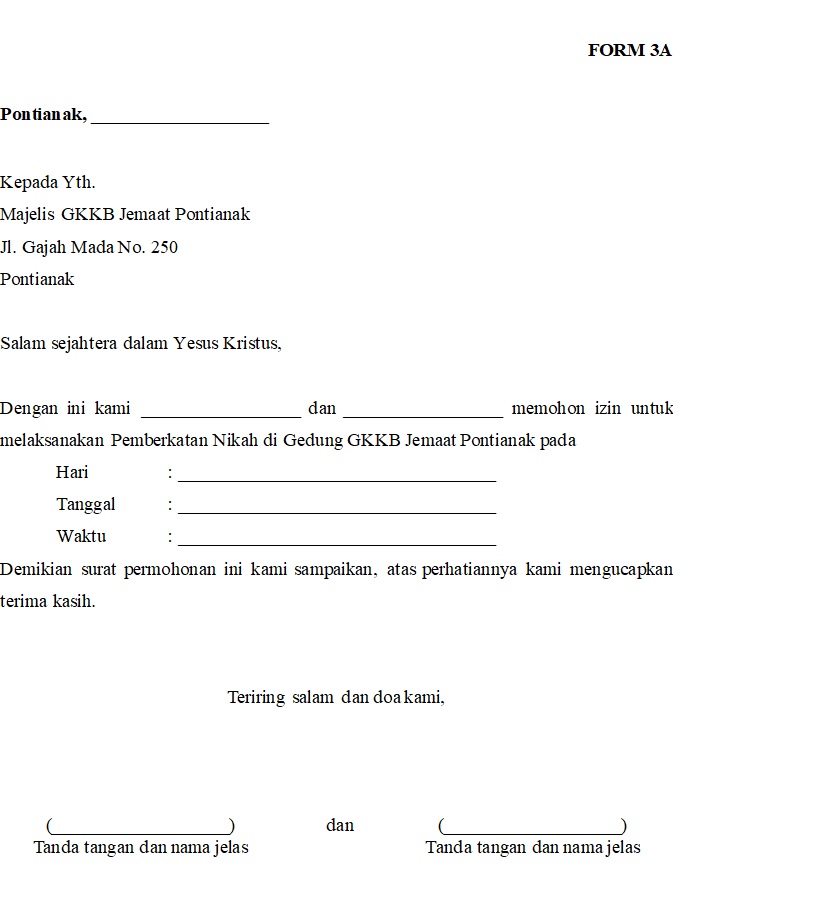 FORM 3A
Pontianak, ____________________
Kepada Yth.
Majelis GKKB Jemaat Pontianak
Jl. Gajah Mada No. 250
Pontianak
Salam sejahtera dalam Yesus Kristus,
Dengan ini kami __________________ dan __________________ memohon izin untuk
melaksanakan Pemberkatan Nikah di Gedung GKKB Jemaat Pontianak pada
Hari : ____________________________________
Tanggal : ____________________________________
Waktu : ____________________________________
Demikian surat permohonan ini kami sampaikan, atas perhatiannya kami mengucapkan
terima kasih.
Teriring salam dan doa kami,
(____________________) dan (____________________)
Tanda tangan dan nama jelas Tanda tangan dan nama jelas